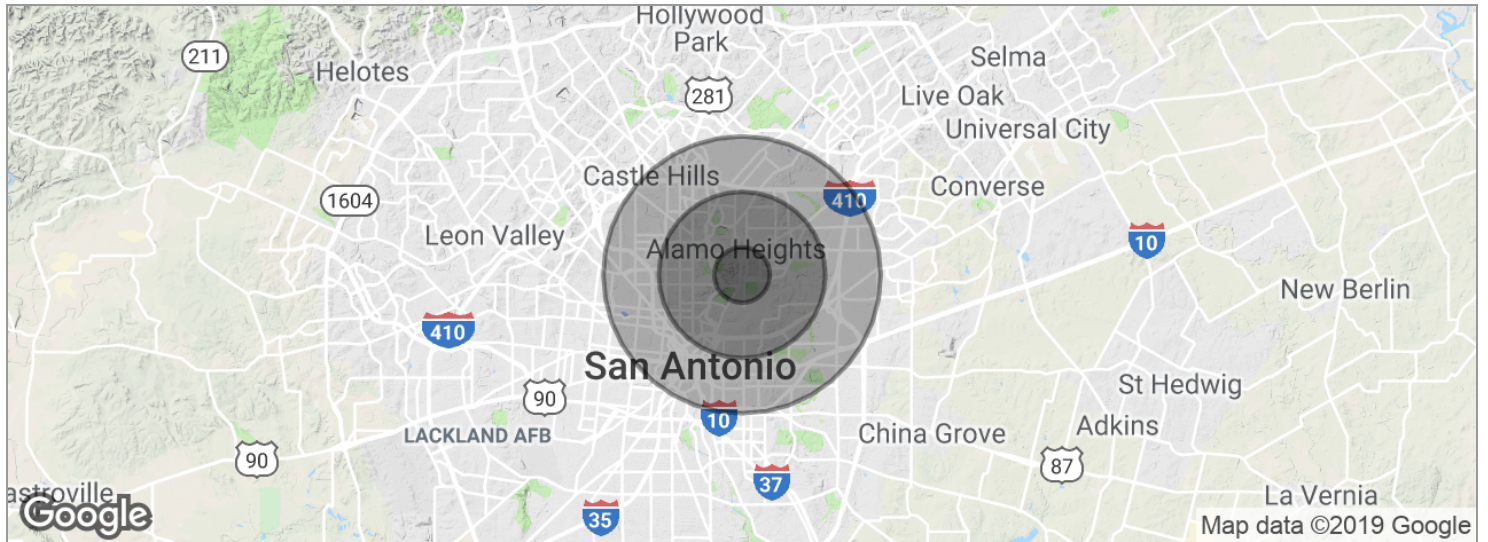 Hollywood
Park
211
Helotes
Selma
281
Live Oak
Universal City
Castle Hills
410
Converse
1604
Leon Valley
Alamo Heights
10
New Berlin
410
San Antonio
90
St Hedwig
10
LACKLAND AFB
China Grove
Adkins
90
87
37
astroville
La Vernia
Google
35
Map data ©2019 Google